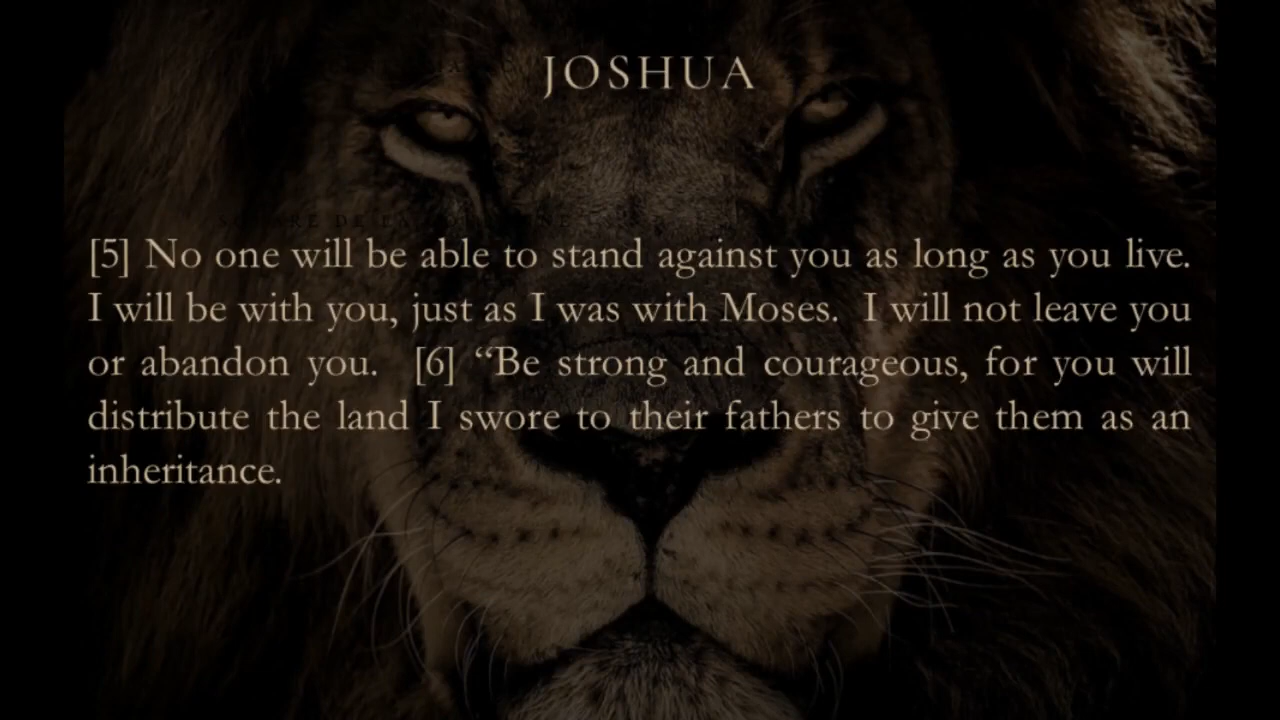 JOSHUA
[5] No one will be able to stand against you as long as you live.
I will be with you, just as I was with Moses.  I will not leave you
or abandon you.  [6] “Be strong and courageous, for you will
distribute the land I swore to their fathers to give them as an
inheritance.